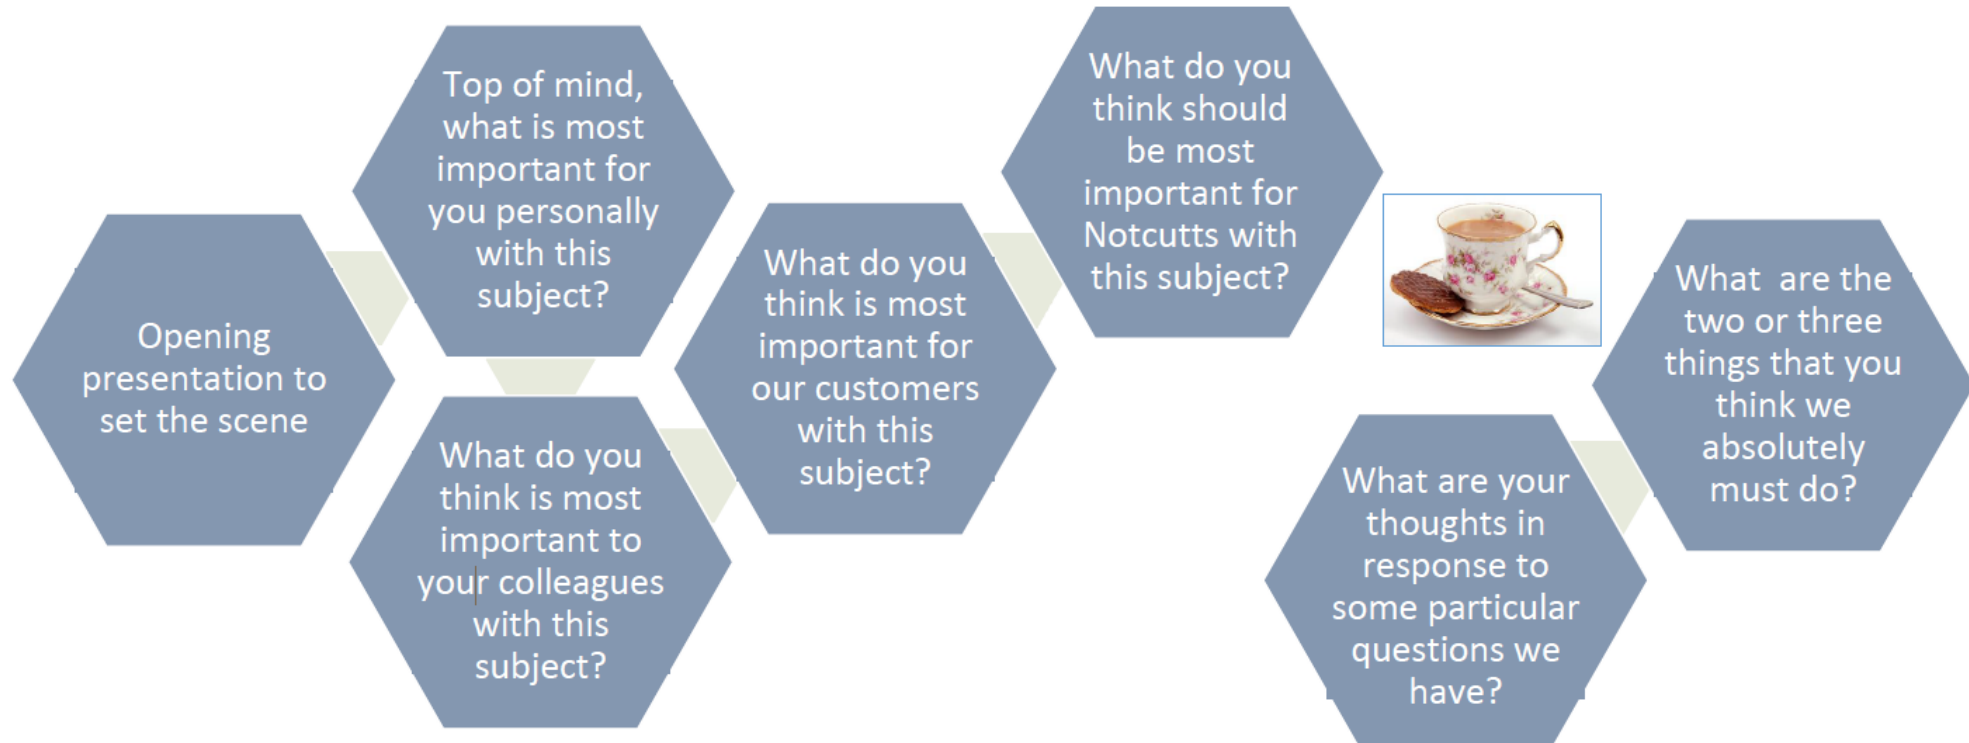 Opening
presentation to
set the scene
Top of mind,
what is most
important for
you personally
with this
subject?
What do you
think is most
important to
your colleagues
with this
subject?
What do you
think is most
important for
our customers
with this
subject?
What do you
think should
be most
important for
Notcutts with
this subject?
What are your
thoughts in
response to
some particular
questions we
have?
What  are the
two or three
things that you
think we
absolutely
must do?